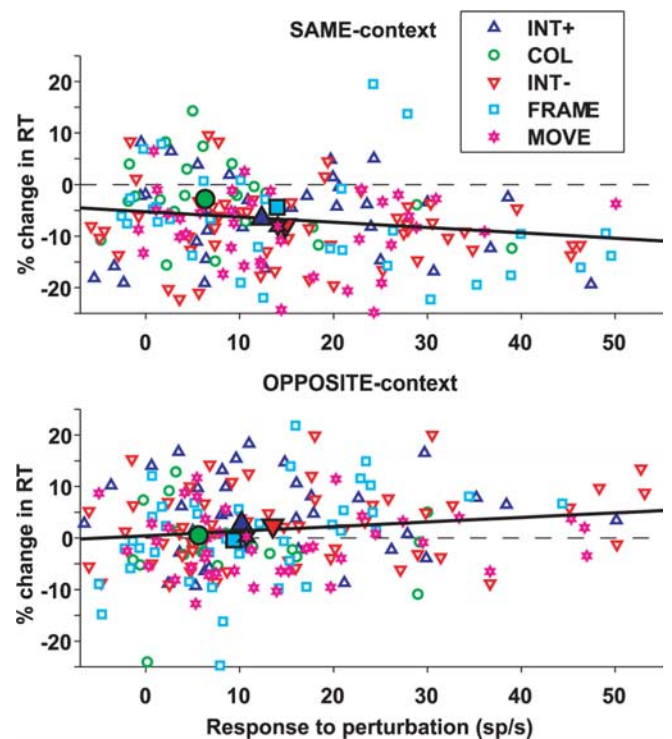 SAME-context
INT+
COL
INT-
FRAME
MOVE
% change in RT
20
10
0
-10
-20
0 10 20 30 40 50
OPPOSITE-context
% change in RT
20
10
0
-10
-20
0 10 20 30 40 50
Response to perturbation (sp/s)